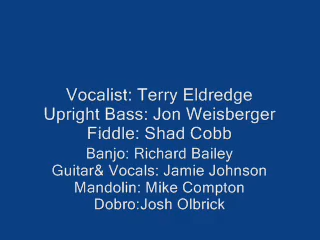 Vocalist: Terry Eldredge
Upright Bass: Jon Weisberger
Fiddle: Shad Cobb
Banjo: Richard Bailey
Guitar& Vocals: Jamie Johnson
Mandolin: Mike Compton
Dobro:Josh Olbrick